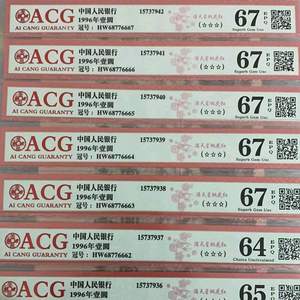 ACG
AI CANG GUARANTY
中国人民银行
1996年壹圆
冠号：HW68776667
15737942
(☆☆☆)
67 EPQ
Superb Gem Unc
ACG
AI CANG GUARANTY
中国人民银行
1996年壹圆
冠号：HW68776666
15737941
(☆☆☆)
67 EPQ
Superb Gem Unc
ACG
AI CANG GUARANTY
中国人民银行
1996年壹圆
冠号：HW68776665
15737940
(☆☆☆)
67 EPQ
Superb Gem Unc
ACG
AI CANG GUARANTY
中国人民银行
1996年壹圆
冠号：HW68776664
15737939
(☆☆☆)
67 EPQ
Superb Gem Unc
ACG
AI CANG GUARANTY
中国人民银行
1996年壹圆
冠号：HW68776663
15737938
(☆☆☆)
67 EPQ
Superb Gem Unc
ACG
AI CANG GUARANTY
中国人民银行
1996年壹圆
冠号：HW68776662
15737937
(☆☆☆)
64 EPQ
Choice Uncirculated
ACG
中国人民银行
1996年壹圆
15737936
65 EPQ